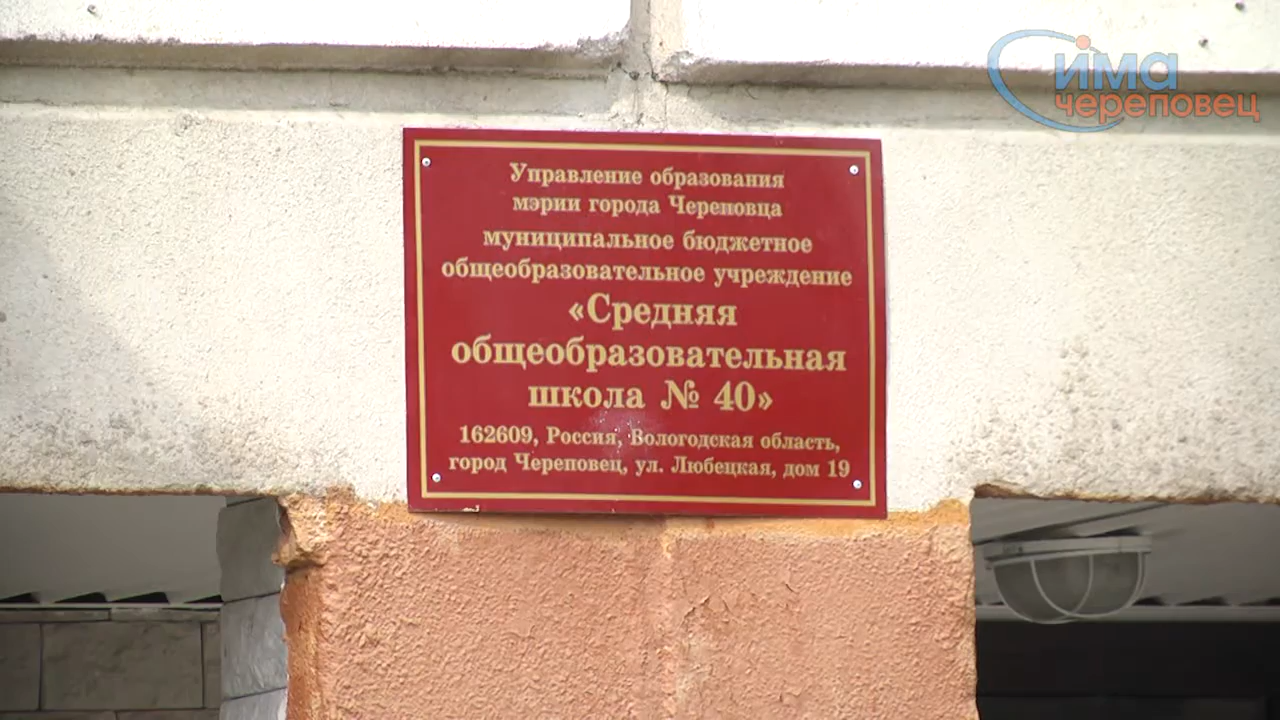 Сима
череповец
Управление образования
мэрии города Череповца
муниципальное бюджетное
общеобразовательное учреждение
«Средняя
общеобразовательная
школа № 40»
162609, Россия, Вологодская область,
город Череповец, ул. Любецкая, дом 19